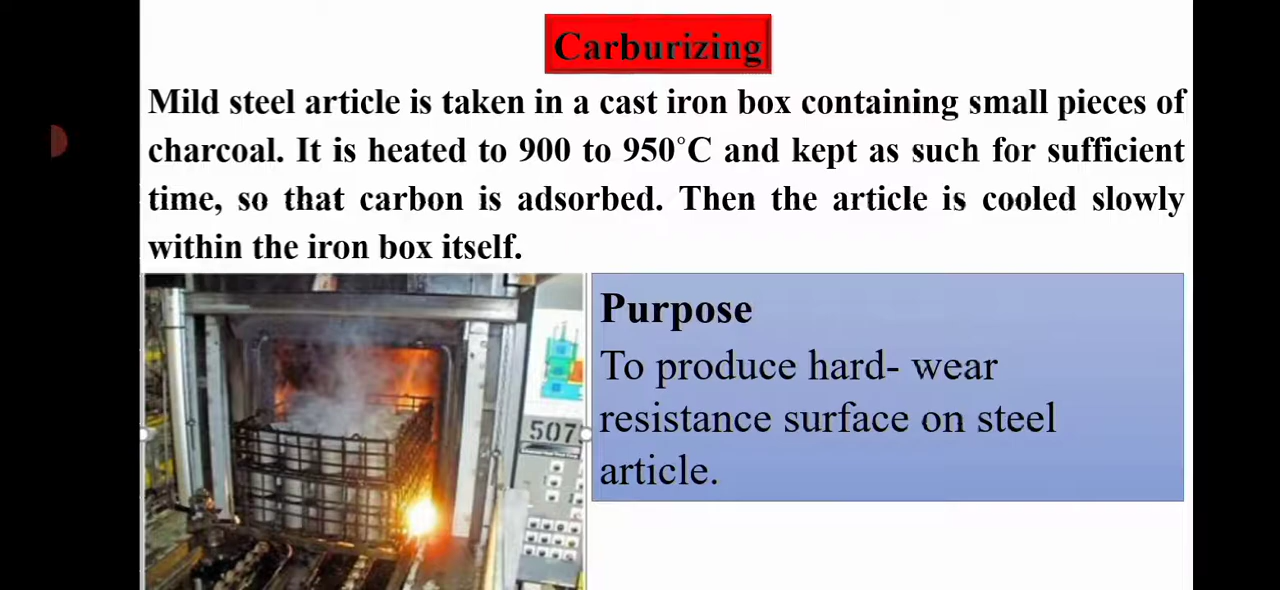 Carburizing
Mild steel article is taken in a cast iron box containing small pieces of
charcoal. It is heated to 900 to 950°C and kept as such for sufficient
time, so that carbon is adsorbed. Then the article is cooled slowly
within the iron box itself.
Purpose
To produce hard- wear
resistance surface on steel
article.
507